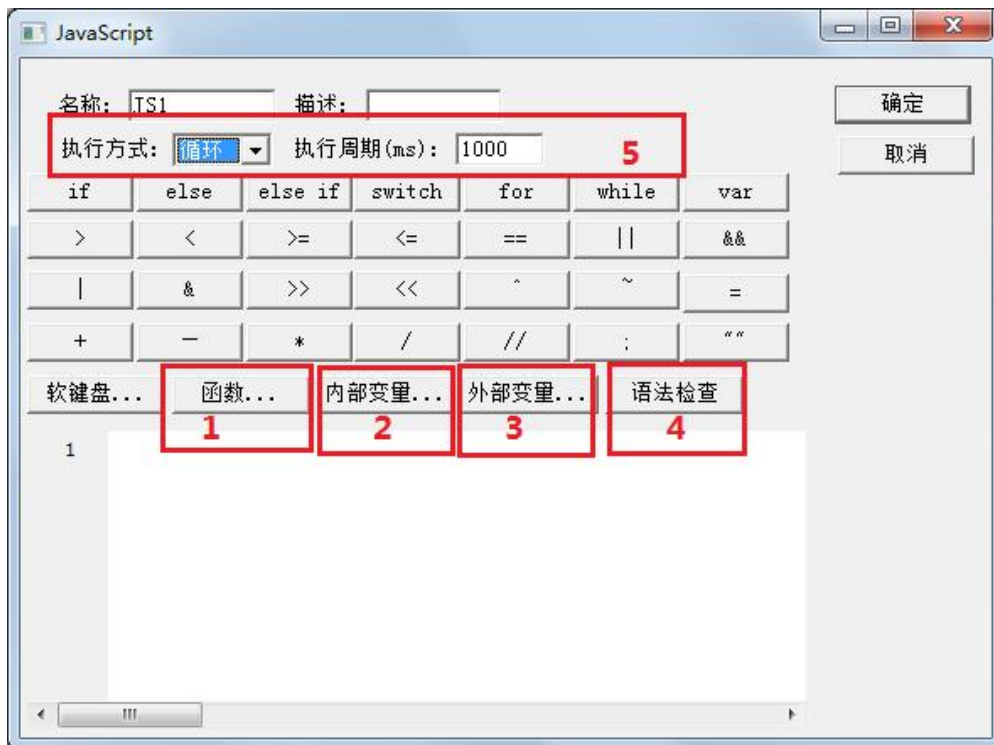 JavaScript
名称: JS1 描述: 确定
执行方式: 循环 执行周期(ms): 1000 5 取消
if else else if switch for while var
> < >= <= == || &&
| & >> << ^ ~ =
+ — * / // ; ""
软键盘... 函数... 内部变量... 外部变量... 语法检查
1 2 3 4
1